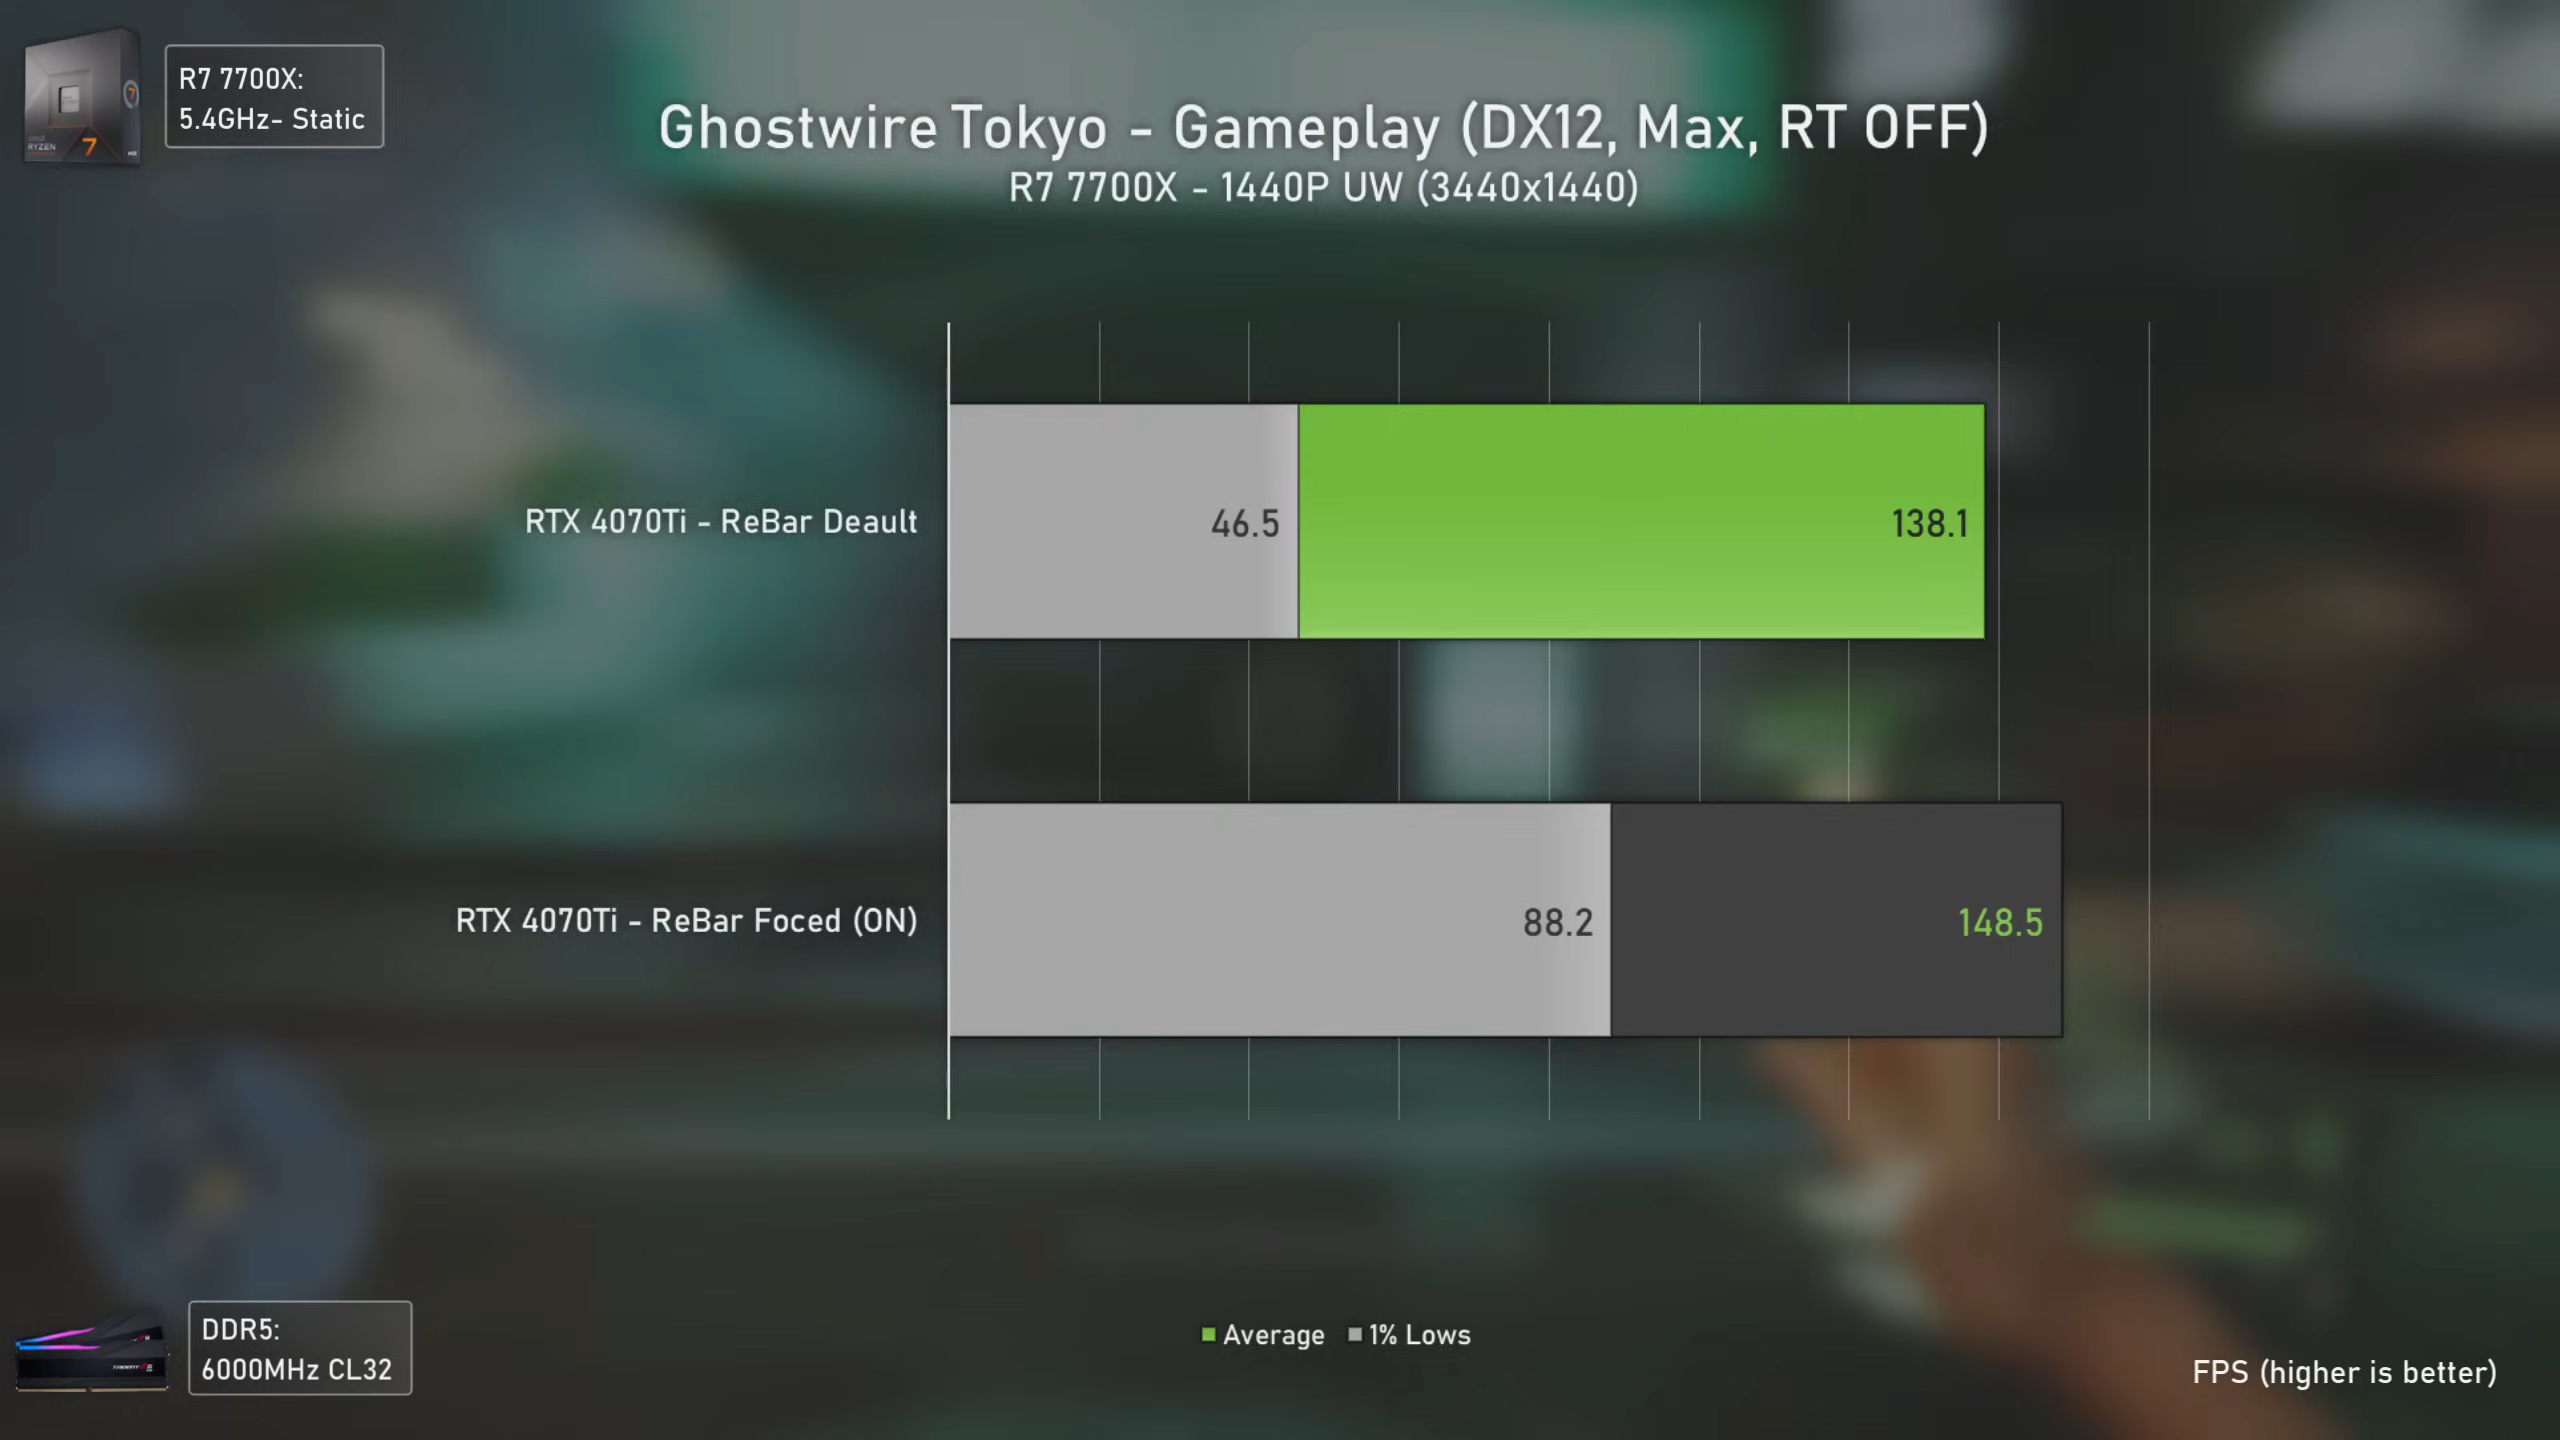 R7 7700X:
5.4GHz- Static
RYZEN
7
Ghostwire Tokyo - Gameplay (DX12, Max, RT OFF)
R7 7700X - 1440P UW (3440x1440)
RTX 4070Ti - ReBar Deault
46.5
138.1
RTX 4070Ti - ReBar Foced (ON)
88.2
148.5
DDR5:
6000MHz CL32
Average
1% Lows
FPS (higher is better)